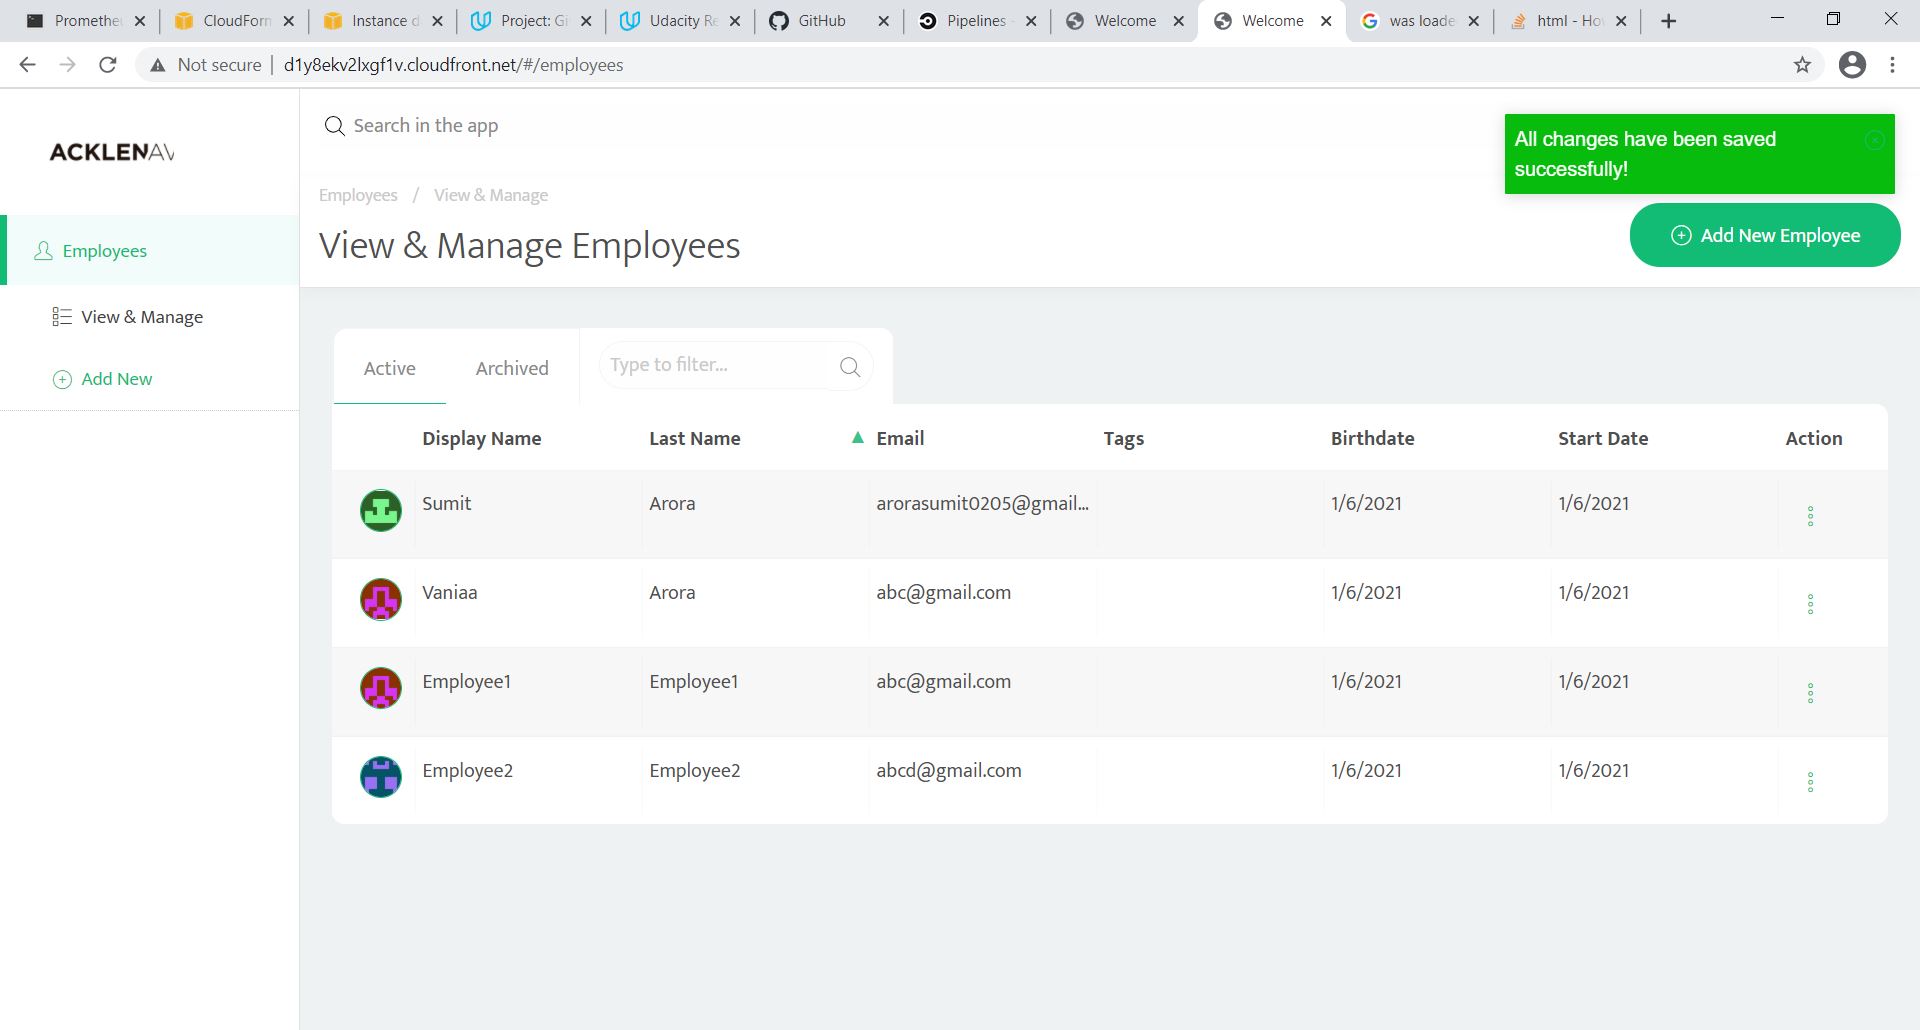 Prometheu
CloudForm
Instance d
Project: Gi
Udacity Re
GitHub
Pipelines -
Welcome
Welcome
was loade
html - Ho
Not secure
d1y8ekv2lxgf1v.cloudfront.net/#/employees
ACKLENAV
Search in the app
All changes have been saved
successfully!
Employees / View & Manage
View & Manage Employees
Add New Employee
Employees
View & Manage
Add New
Active Archived Type to filter...
Display Name Last Name Email Tags Birthdate Start Date Action
Sumit Arora arorasumit0205@gmail... 1/6/2021 1/6/2021
Vaniaa Arora abc@gmail.com 1/6/2021 1/6/2021
Employee1 Employee1 abc@gmail.com 1/6/2021 1/6/2021
Employee2 Employee2 abcd@gmail.com 1/6/2021 1/6/2021